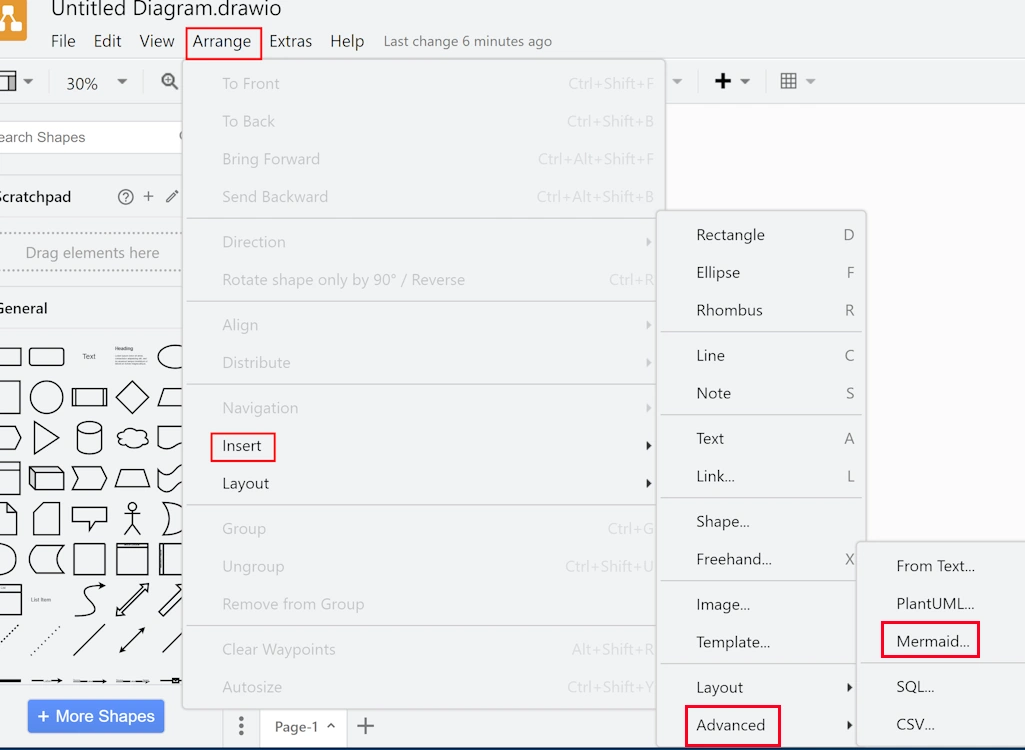 Untitled Diagram.drawio
File Edit View Arrange Extras Help Last change 6 minutes ago
30%
earch Shapes
Scratchpad
Drag elements here
General
Text
Heading
List Item
+ More Shapes
To Front Ctrl+Shift+F
To Back Ctrl+Shift+B
Bring Forward Ctrl+Alt+Shift+F
Send Backward Ctrl+Alt+Shift+B
Direction
Rotate shape only by 90° / Reverse Ctrl+R
Align
Distribute
Navigation
Insert
Layout
Group Ctrl+G
Ungroup Ctrl+Shift+U
Remove from Group
Clear Waypoints Alt+Shift+R
Autosize Ctrl+Shift+Y
Page-1
Rectangle D
Ellipse F
Rhombus R
Line C
Note S
Text A
Link... L
Shape...
Freehand... X
Image...
Template...
Layout
Advanced
From Text...
PlantUML...
Mermaid...
SQL...
CSV...